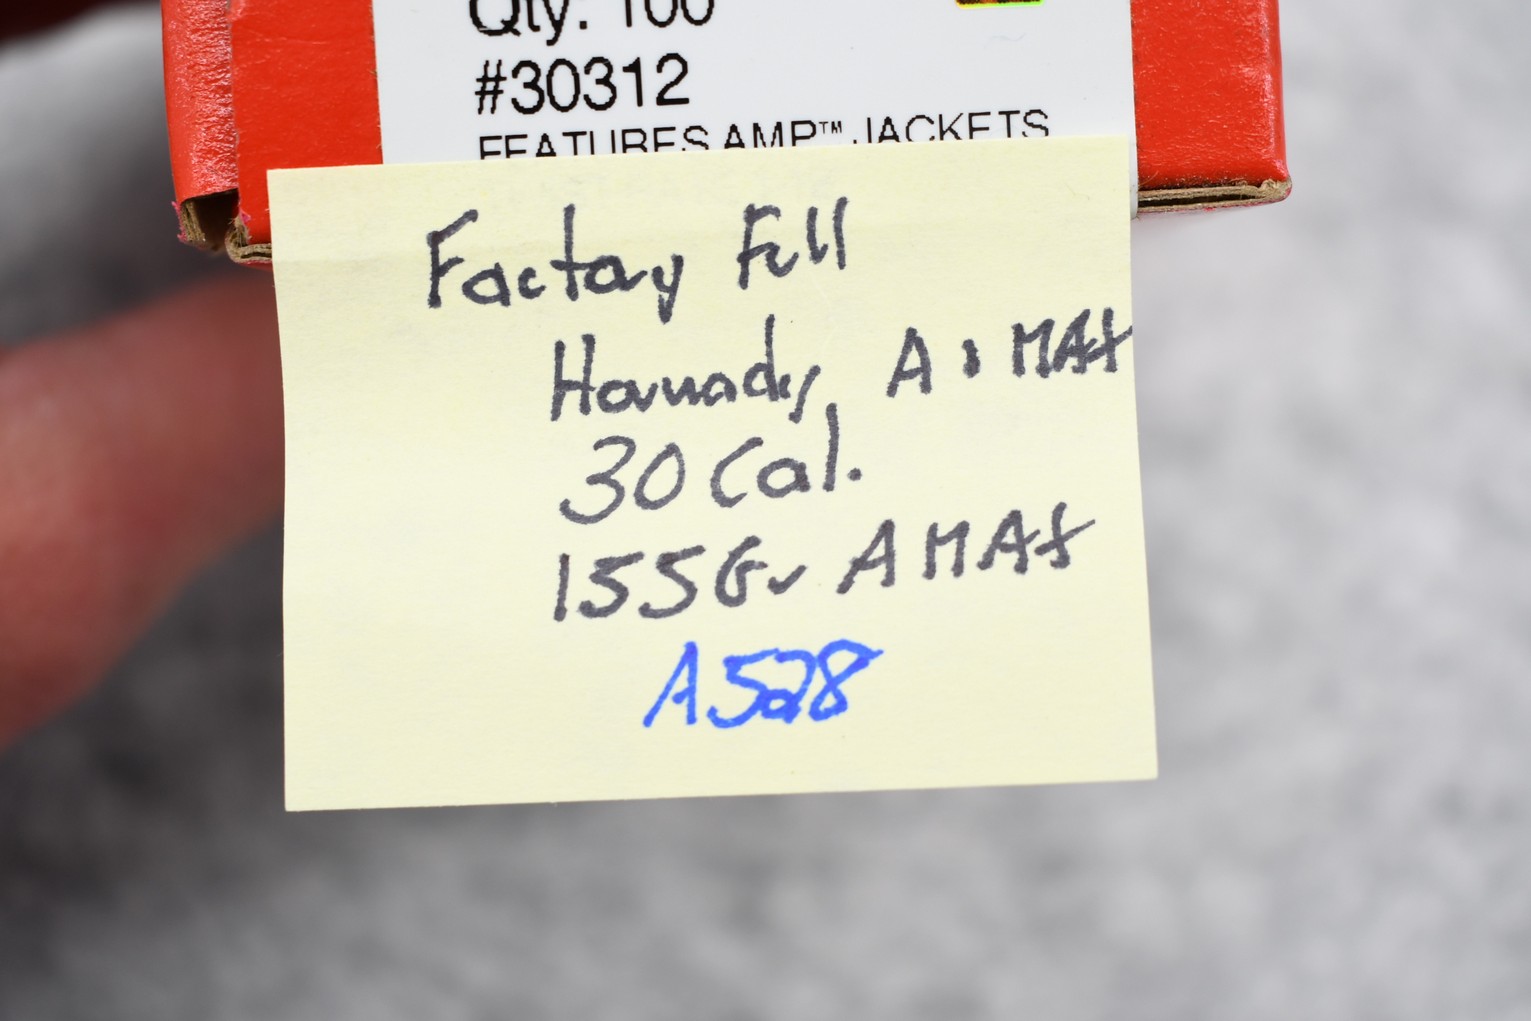 Qty: 100
#30312
FEATURES AMP™ JACKETS
Factory Full
Hornady A·MAX
30 Cal.
155Gr AMAX
A528